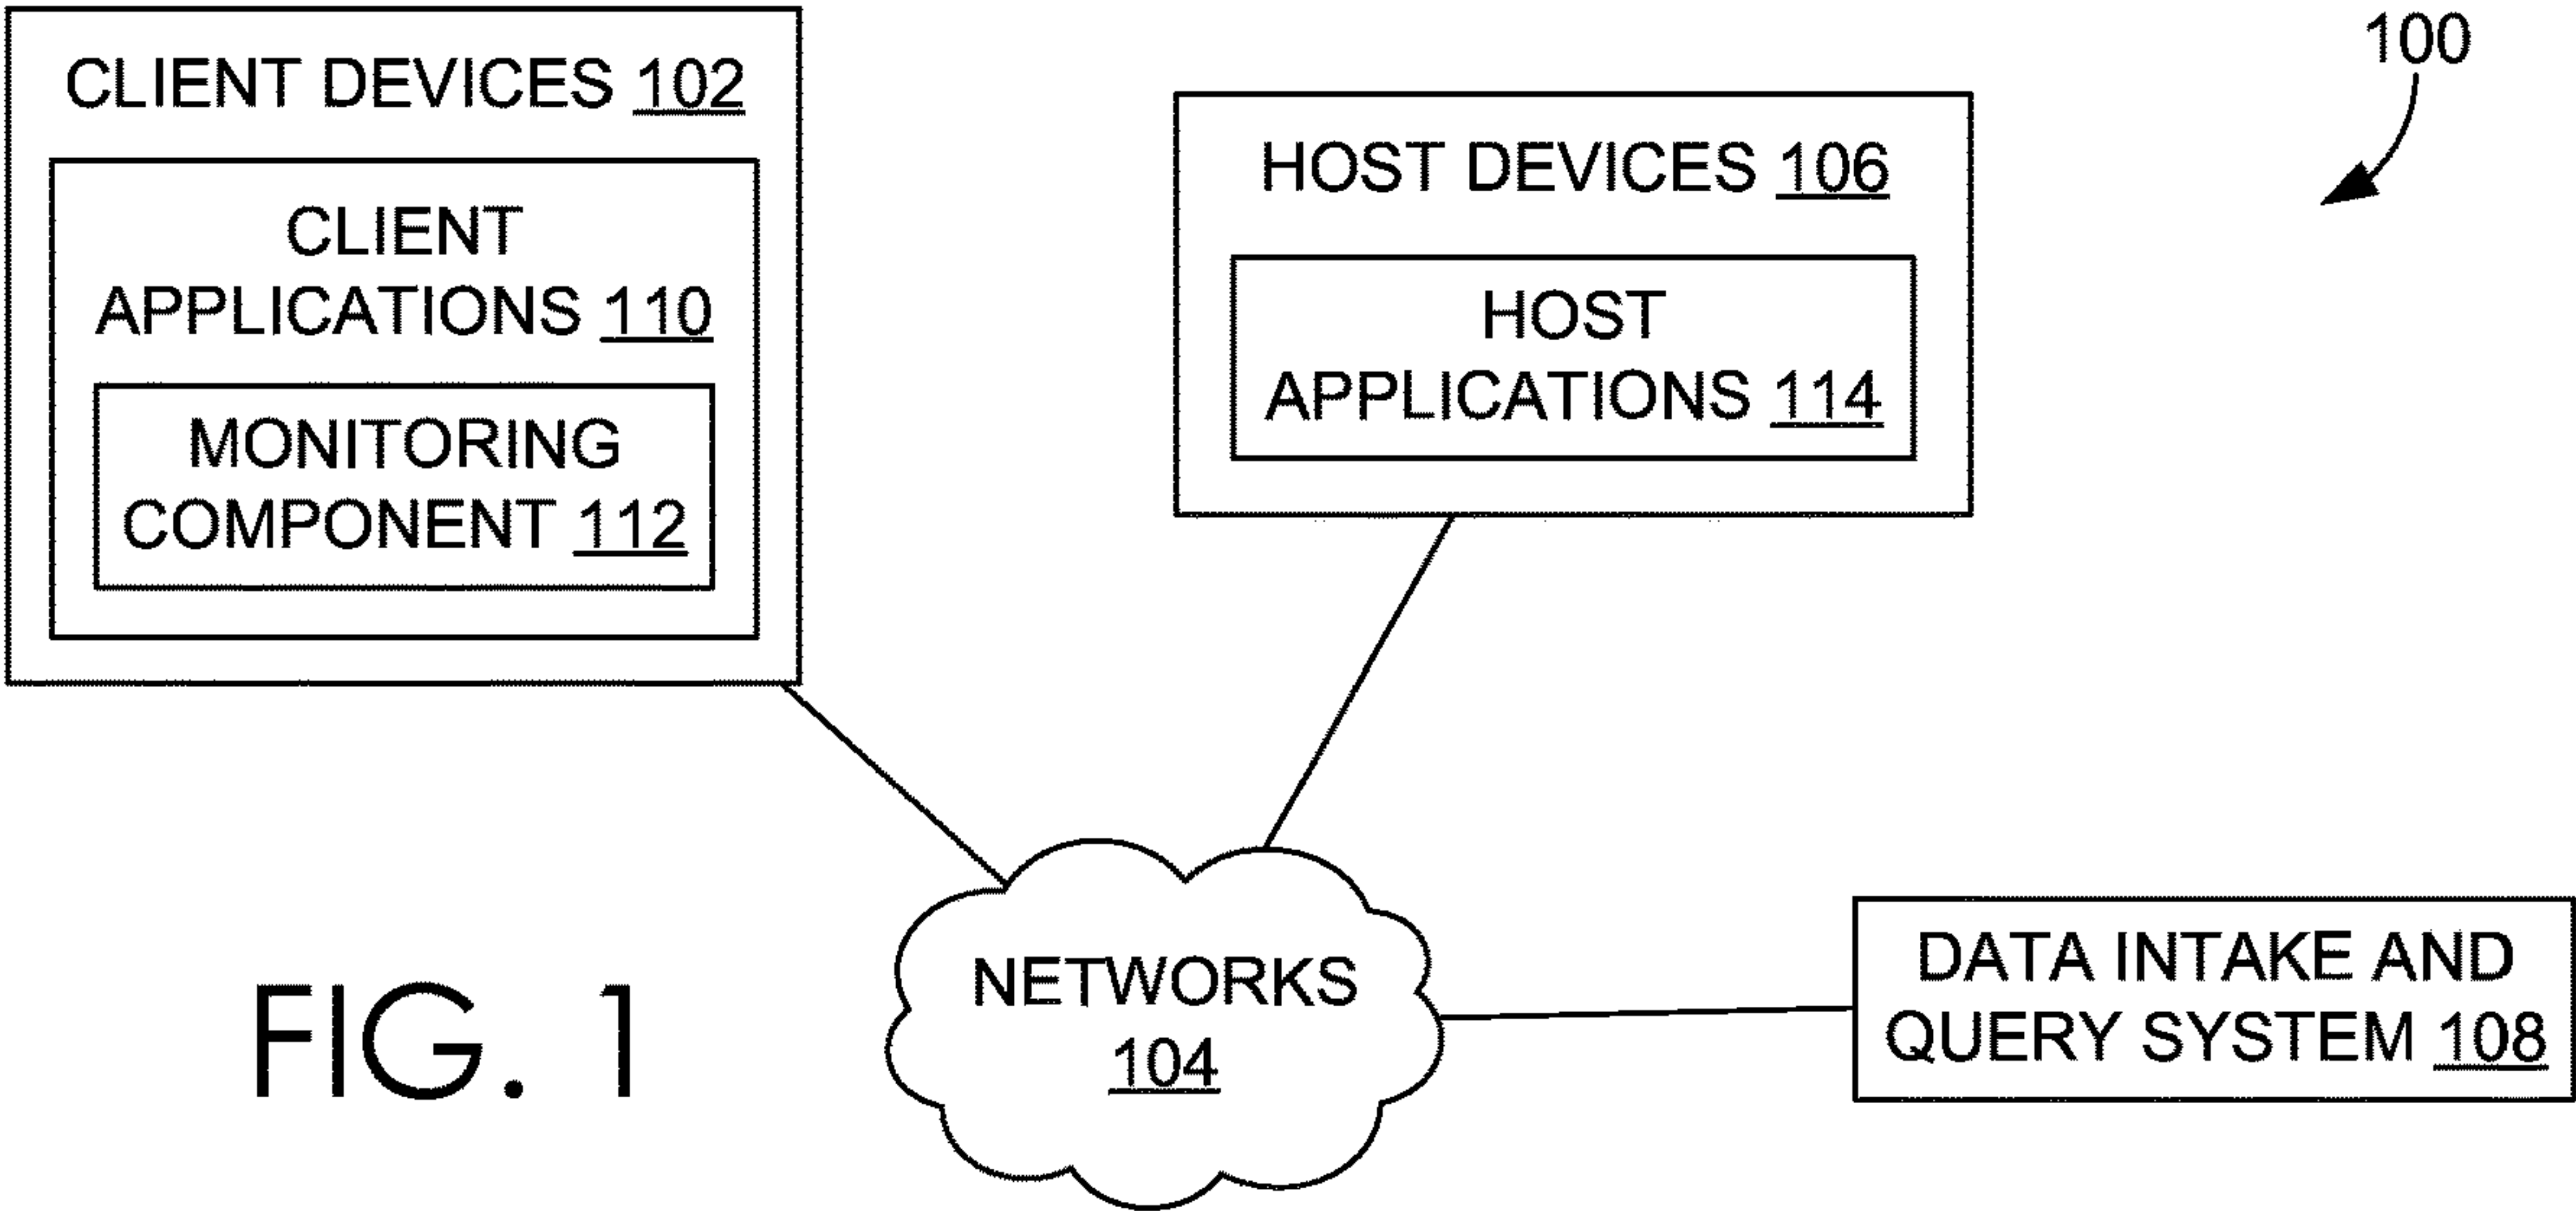 100
CLIENT DEVICES 102
CLIENT
APPLICATIONS 110
MONITORING
COMPONENT 112
HOST DEVICES 106
HOST
APPLICATIONS 114
NETWORKS
104
DATA INTAKE AND
QUERY SYSTEM 108
FIG. 1